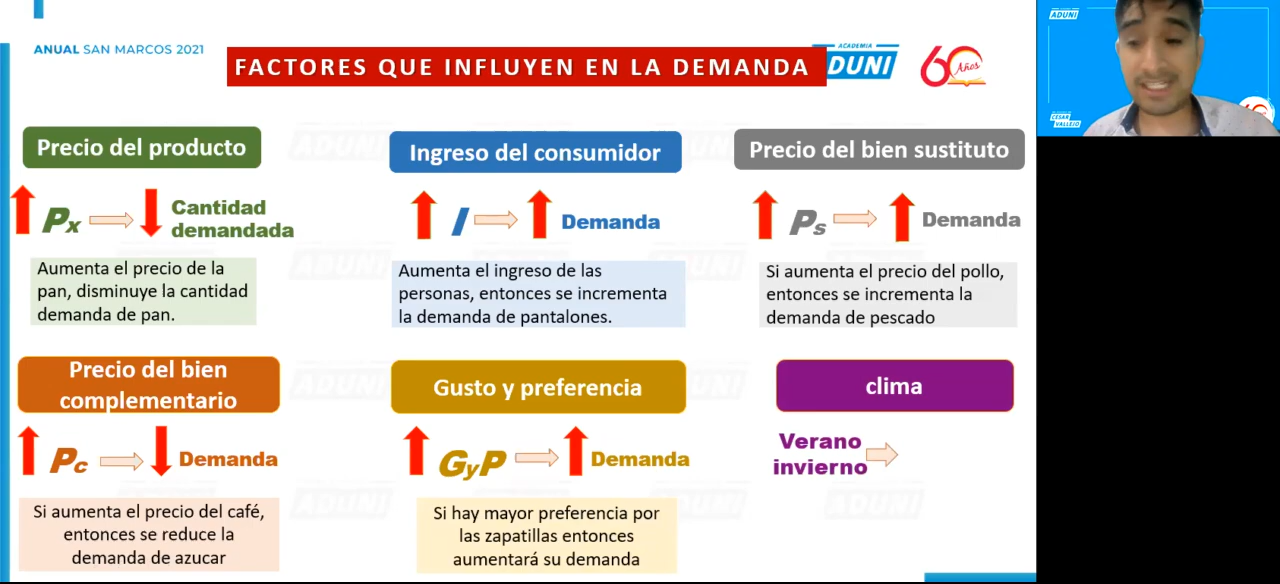 ANUAL SAN MARCOS 2021
FACTORES QUE INFLUYEN EN LA DEMANDA
ACADEMIA
ADUNI
60 Años
ADUNI
CESAR
VALLEJO
Precio del producto
Px
Cantidad
demandada
Aumenta el precio de la
pan, disminuye la cantidad
demanda de pan.
Ingreso del consumidor
I
Demanda
Aumenta el ingreso de las
personas, entonces se incrementa
la demanda de pantalones.
Precio del bien sustituto
Ps
Demanda
Si aumenta el precio del pollo,
entonces se incrementa la
demanda de pescado
Precio del bien
complementario
Pc
Demanda
Si aumenta el precio del café,
entonces se reduce la
demanda de azucar
Gusto y preferencia
GyP
Demanda
Si hay mayor preferencia por
las zapatillas entonces
aumentará su demanda
clima
Verano
invierno